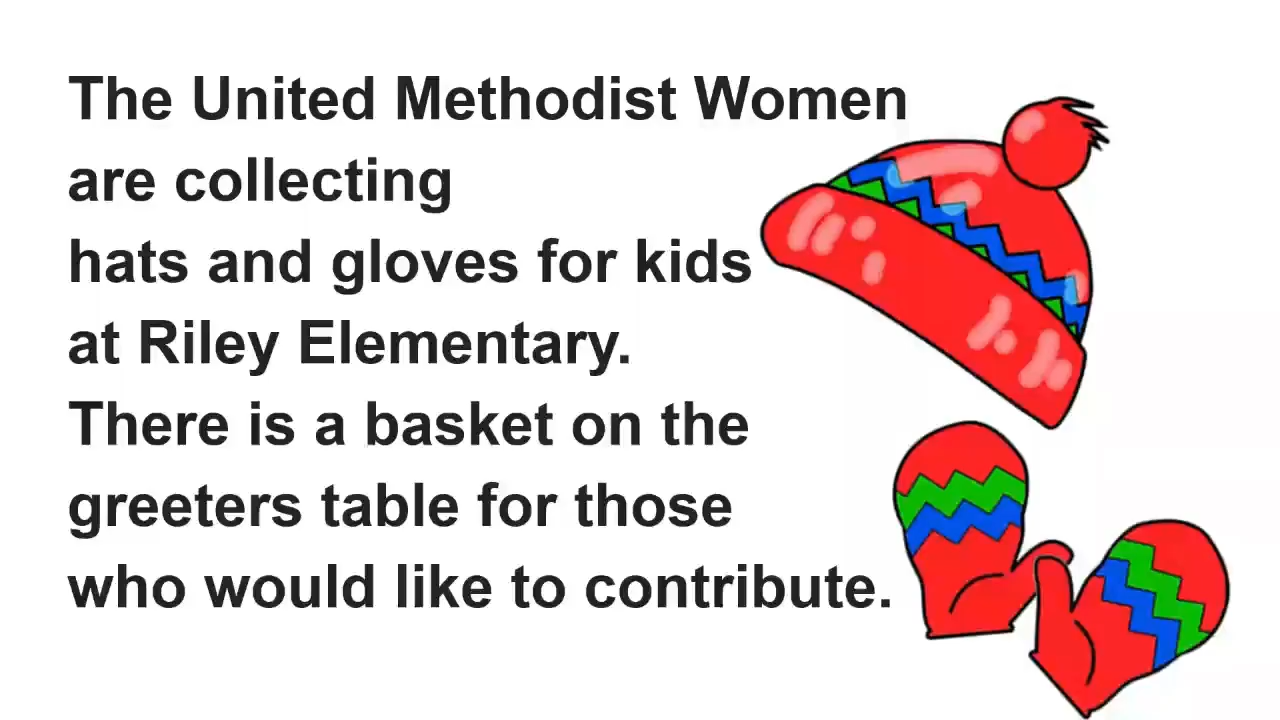 The United Methodist Women
are collecting
hats and gloves for kids
at Riley Elementary.
There is a basket on the
greeters table for those
who would like to contribute.